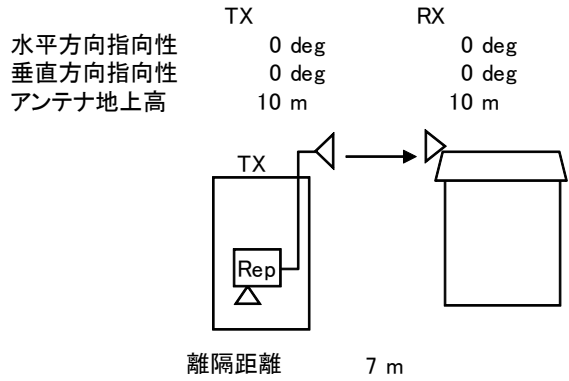 TX RX
水平方向指向性 0 deg 0 deg
垂直方向指向性 0 deg 0 deg
アンテナ地上高 10 m 10 m
TX
Rep
離隔距離 7 m